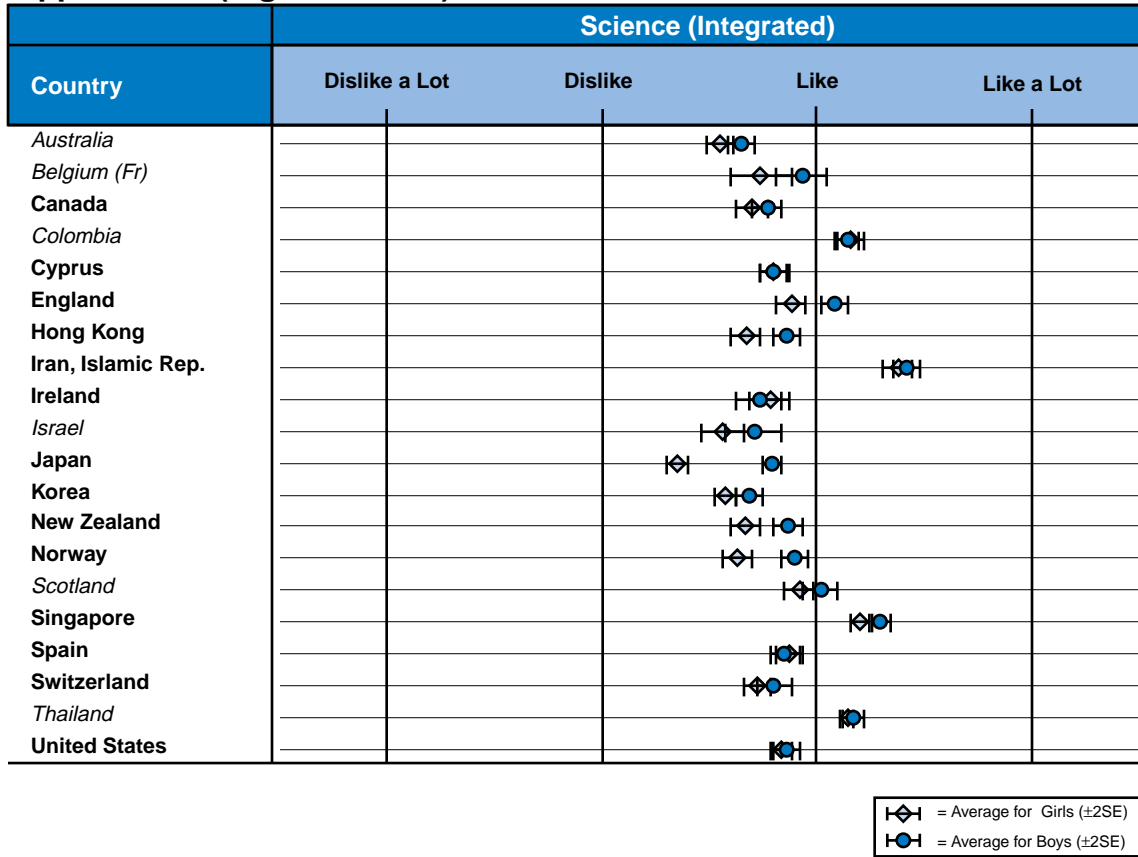 Science (Integrated)
Country
Dislike a Lot Dislike Like Like a Lot
Australia
Belgium (Fr)
Canada
Colombia
Cyprus
England
Hong Kong
Iran, Islamic Rep.
Ireland
Israel
Japan
Korea
New Zealand
Norway
Scotland
Singapore
Spain
Switzerland
Thailand
United States
= Average for Girls (±2SE)
= Average for Boys (±2SE)